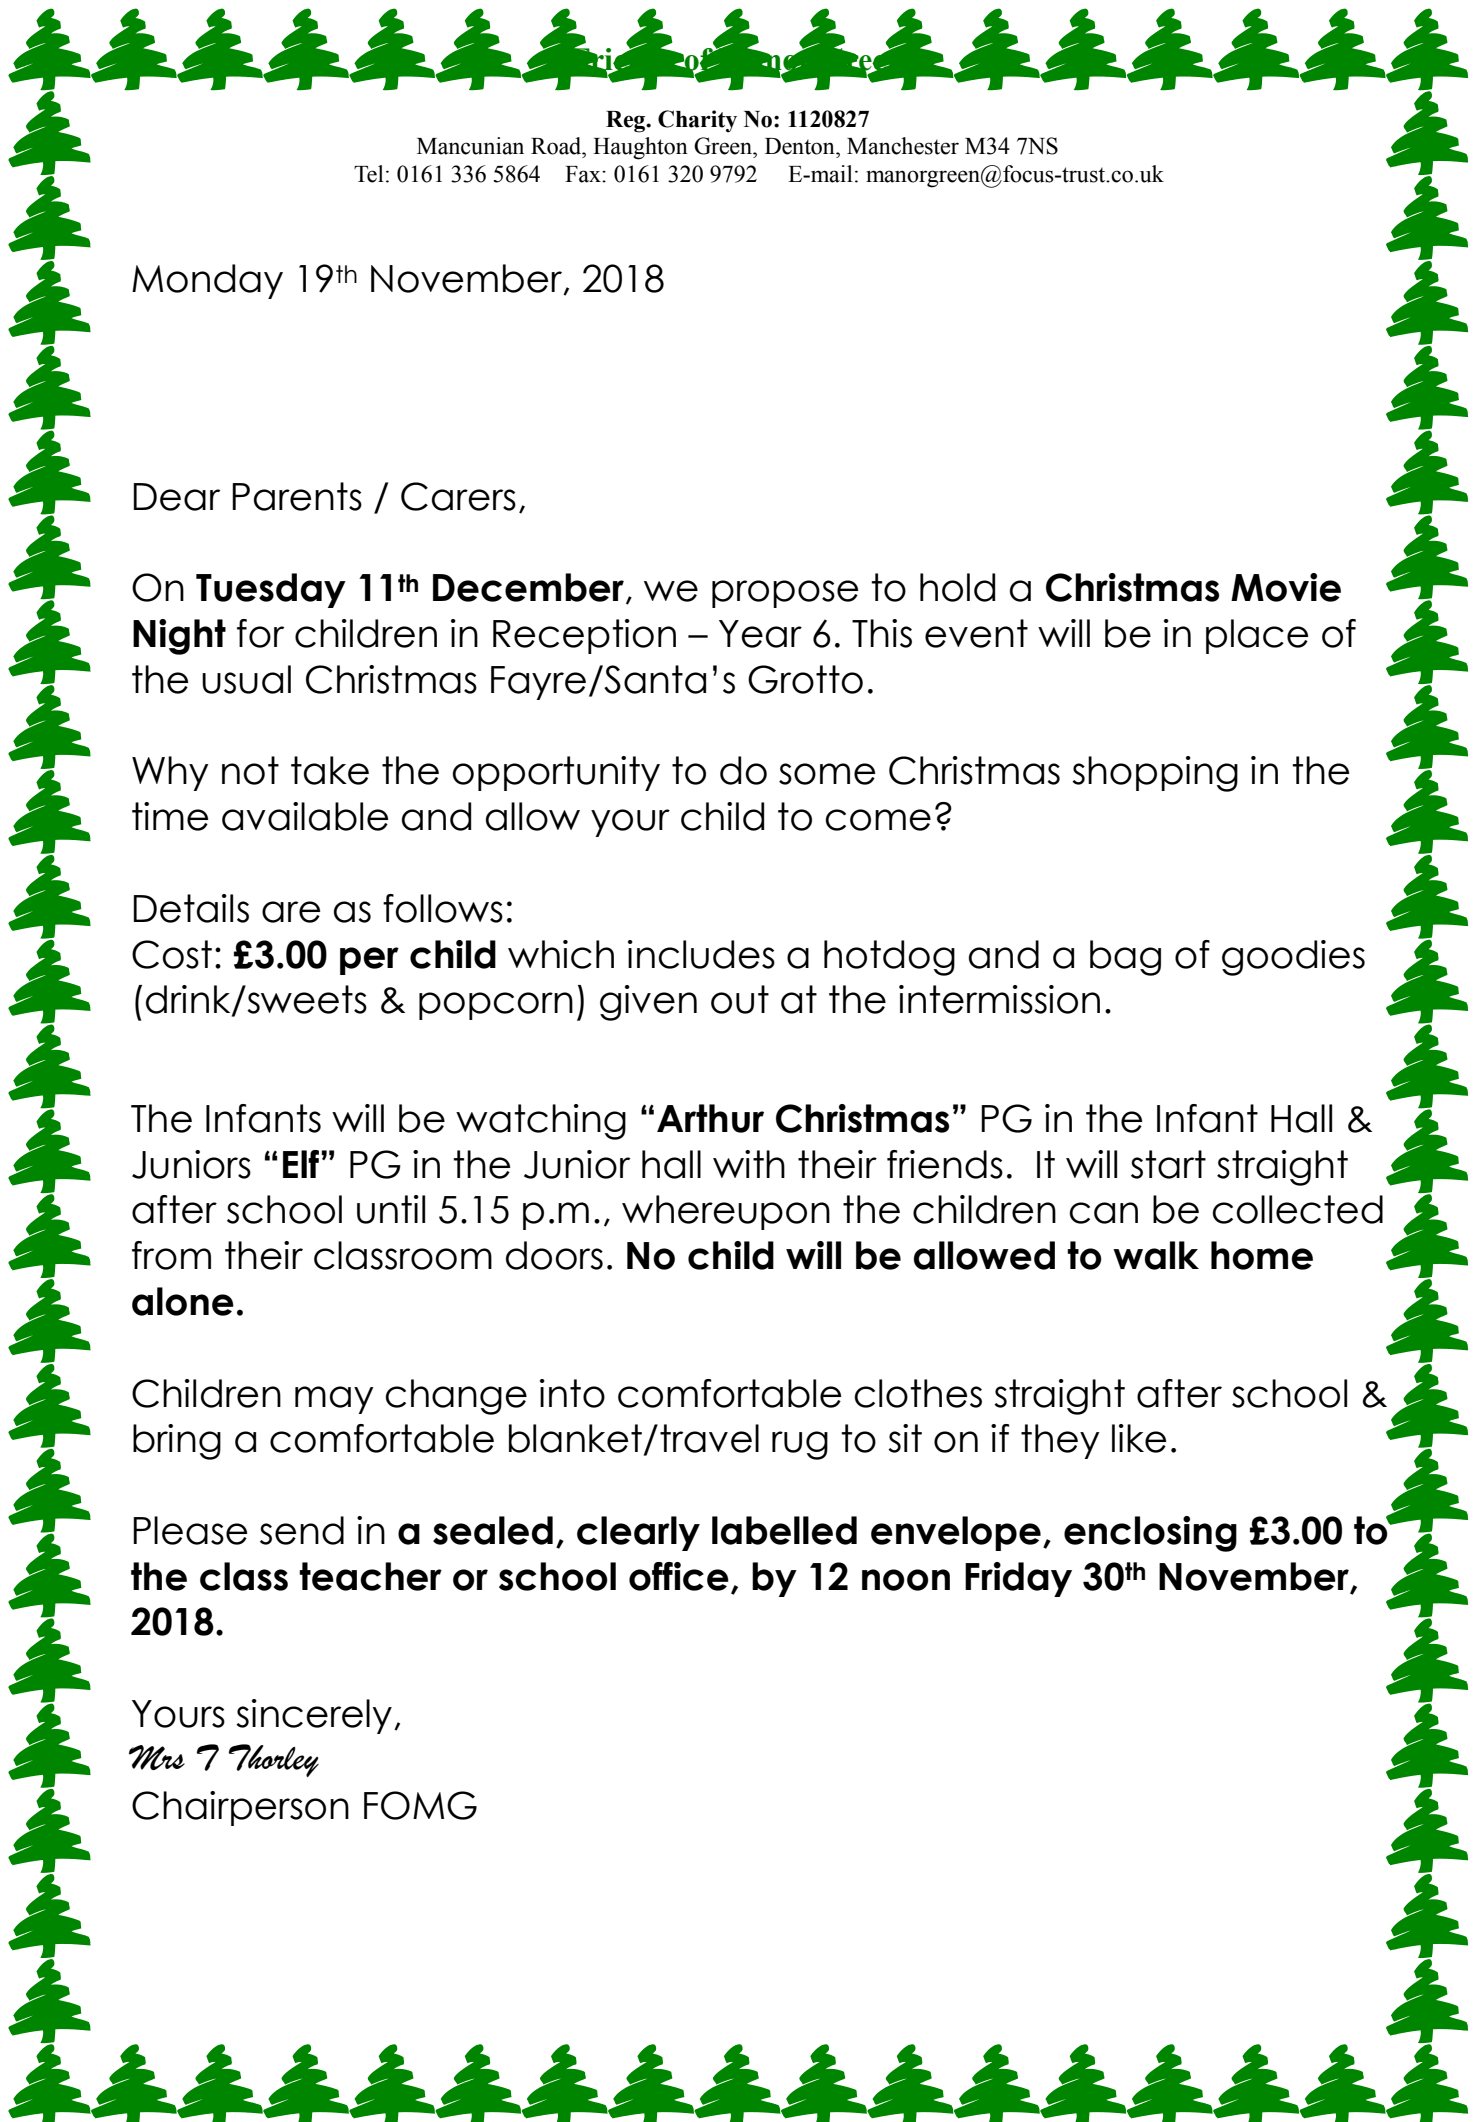 of
Reg. Charity No: 1120827
Mancunian Road, Haughton Green, Denton, Manchester M34 7NS
Tel: 0161 336 5864 Fax: 0161 320 9792 E-mail: manorgreen@focus-trust.co.uk
Monday 19th November, 2018
Dear Parents / Carers,
On Tuesday 11th December, we propose to hold a Christmas Movie
Night for children in Reception – Year 6. This event will be in place of
the usual Christmas Fayre/Santa’s Grotto.
Why not take the opportunity to do some Christmas shopping in the
time available and allow your child to come?
Details are as follows:
Cost: £3.00 per child which includes a hotdog and a bag of goodies
(drink/sweets & popcorn) given out at the intermission.
The Infants will be watching “Arthur Christmas” PG in the Infant Hall &
Juniors “Elf” PG in the Junior hall with their friends. It will start straight
after school until 5.15 p.m., whereupon the children can be collected
from their classroom doors. No child will be allowed to walk home
alone.
Children may change into comfortable clothes straight after school &
bring a comfortable blanket/travel rug to sit on if they like.
Please send in a sealed, clearly labelled envelope, enclosing £3.00 to
the class teacher or school office, by 12 noon Friday 30th November,
2018.
Yours sincerely,
Mrs T Thorley
Chairperson FOMG